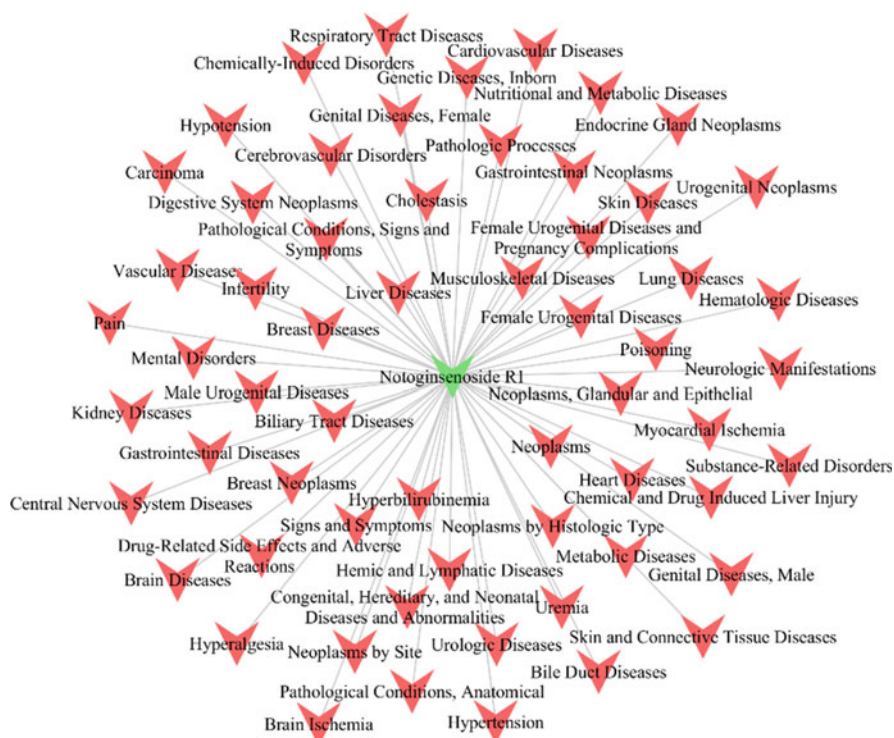 Respiratory Tract Diseases
Cardiovascular Diseases
Chemically-Induced Disorders
Genetic Diseases, Inborn
Nutritional and Metabolic Diseases
Genital Diseases, Female
Hypotension
Endocrine Gland Neoplasms
Pathologic Processes
Cerebrovascular Disorders
Carcinoma
Gastrointestinal Neoplasms
Urogenital Neoplasms
Digestive System Neoplasms
Cholestasis
Skin Diseases
Pathological Conditions, Signs and
Symptoms
Female Urogenital Diseases and
Pregnancy Complications
Vascular Diseases
Musculoskeletal Diseases
Lung Diseases
Infertility
Liver Diseases
Hematologic Diseases
Pain
Breast Diseases
Female Urogenital Diseases
Poisoning
Mental Disorders
Neurologic Manifestations
Notoginsenoside R1
Male Urogenital Diseases
Neoplasms, Glandular and Epithelial
Kidney Diseases
Biliary Tract Diseases
Myocardial Ischemia
Gastrointestinal Diseases
Neoplasms
Substance-Related Disorders
Breast Neoplasms
Heart Diseases
Central Nervous System Diseases
Hyperbilirubinemia
Chemical and Drug Induced Liver Injury
Signs and Symptoms
Neoplasms by Histologic Type
Drug-Related Side Effects and Adverse
Reactions
Metabolic Diseases
Brain Diseases
Hemic and Lymphatic Diseases
Genital Diseases, Male
Congenital, Hereditary, and Neonatal
Diseases and Abnormalities
Uremia
Hyperalgesia
Neoplasms by Site
Urologic Diseases
Skin and Connective Tissue Diseases
Bile Duct Diseases
Pathological Conditions, Anatomical
Brain Ischemia
Hypertension